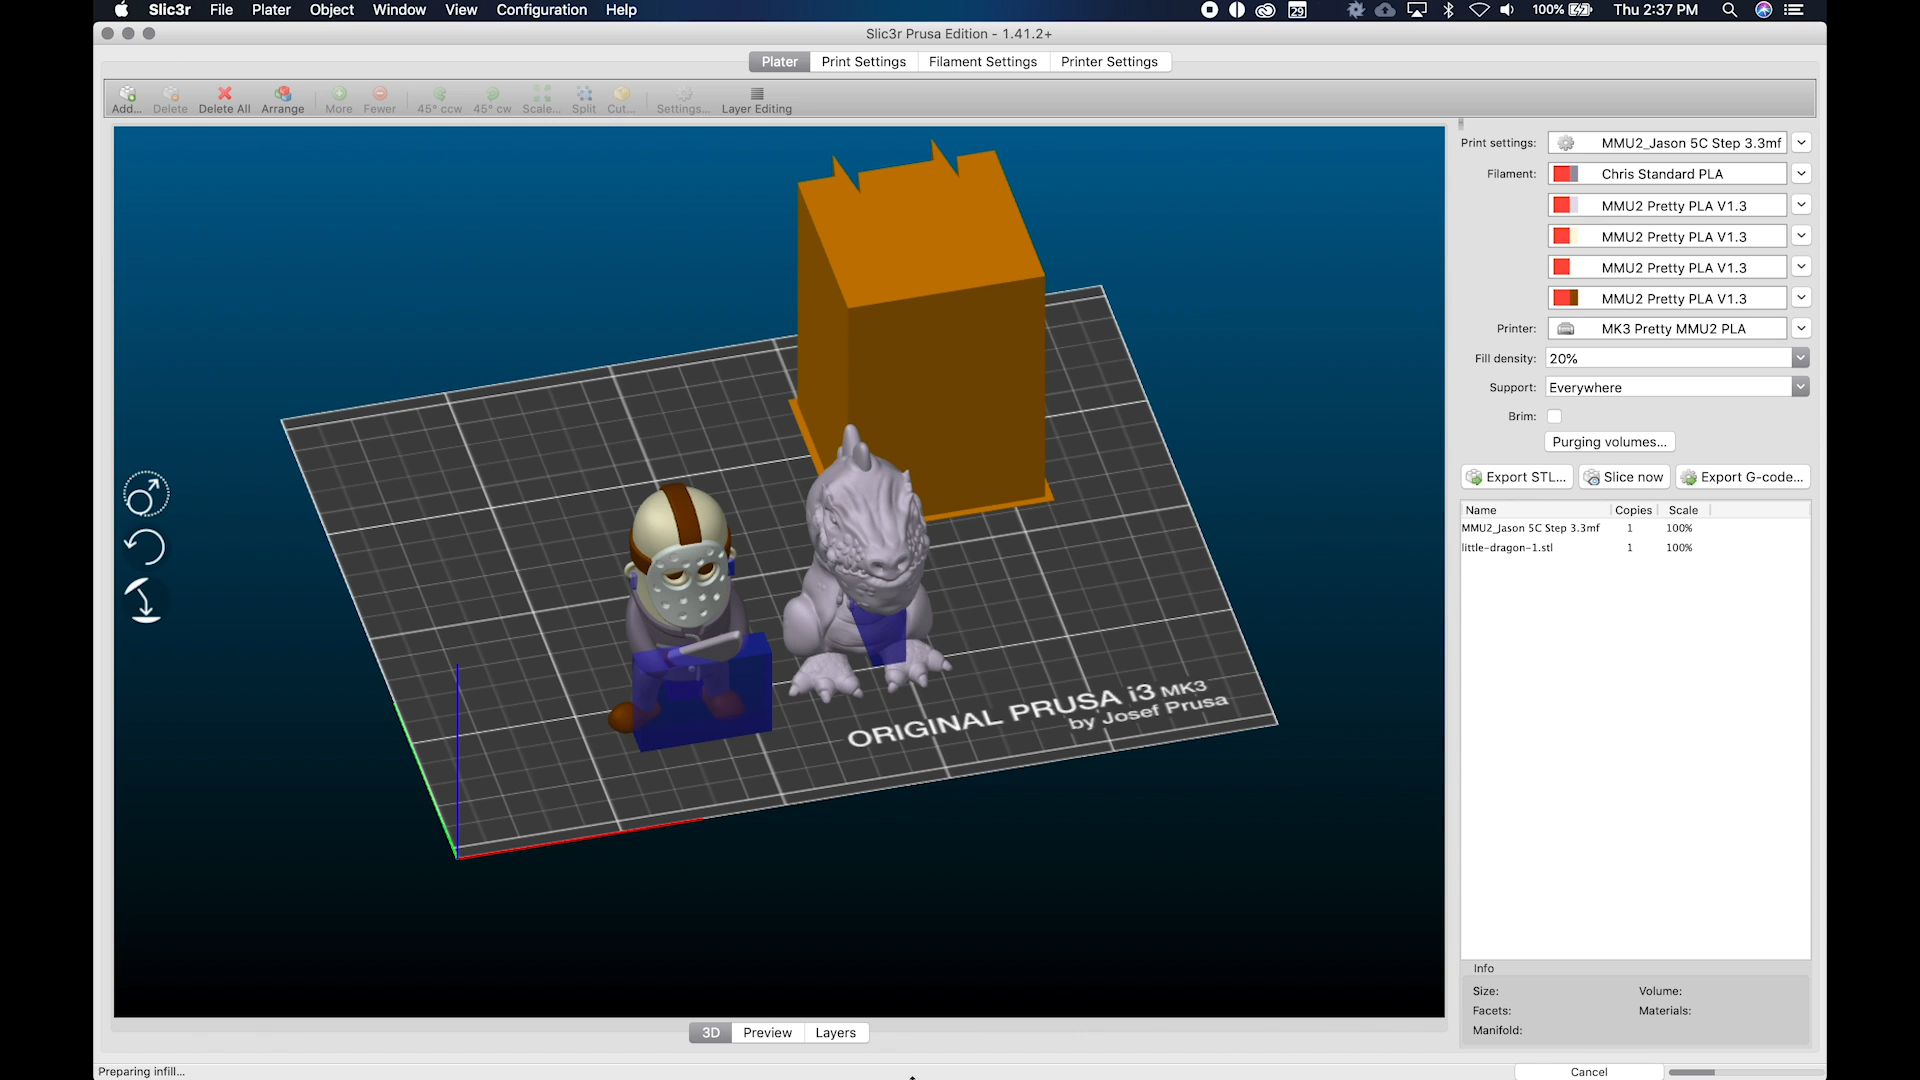 Slic3r File Plater Object Window View Configuration Help 29 100% Thu 2:37 PM
Slic3r Prusa Edition - 1.41.2+
Plater Print Settings Filament Settings Printer Settings
Add... Delete Delete All Arrange More Fewer 45° ccw 45° cw Scale... Split Cut... Settings... Layer Editing
Print settings: MMU2_Jason 5C Step 3.3mf
Filament: Chris Standard PLA
MMU2 Pretty PLA V1.3
MMU2 Pretty PLA V1.3
MMU2 Pretty PLA V1.3
MMU2 Pretty PLA V1.3
Printer: MK3 Pretty MMU2 PLA
Fill density: 20%
Support: Everywhere
Brim:
Purging volumes...
Export STL... Slice now Export G-code...
Name Copies Scale
MMU2_Jason 5C Step 3.3mf 1 100%
little-dragon-1.stl 1 100%
ORIGINAL PRUSA i3 MK3
by Josef Prusa
Info
Size: Volume:
Facets: Materials:
Manifold:
3D Preview Layers
Preparing infill... Cancel